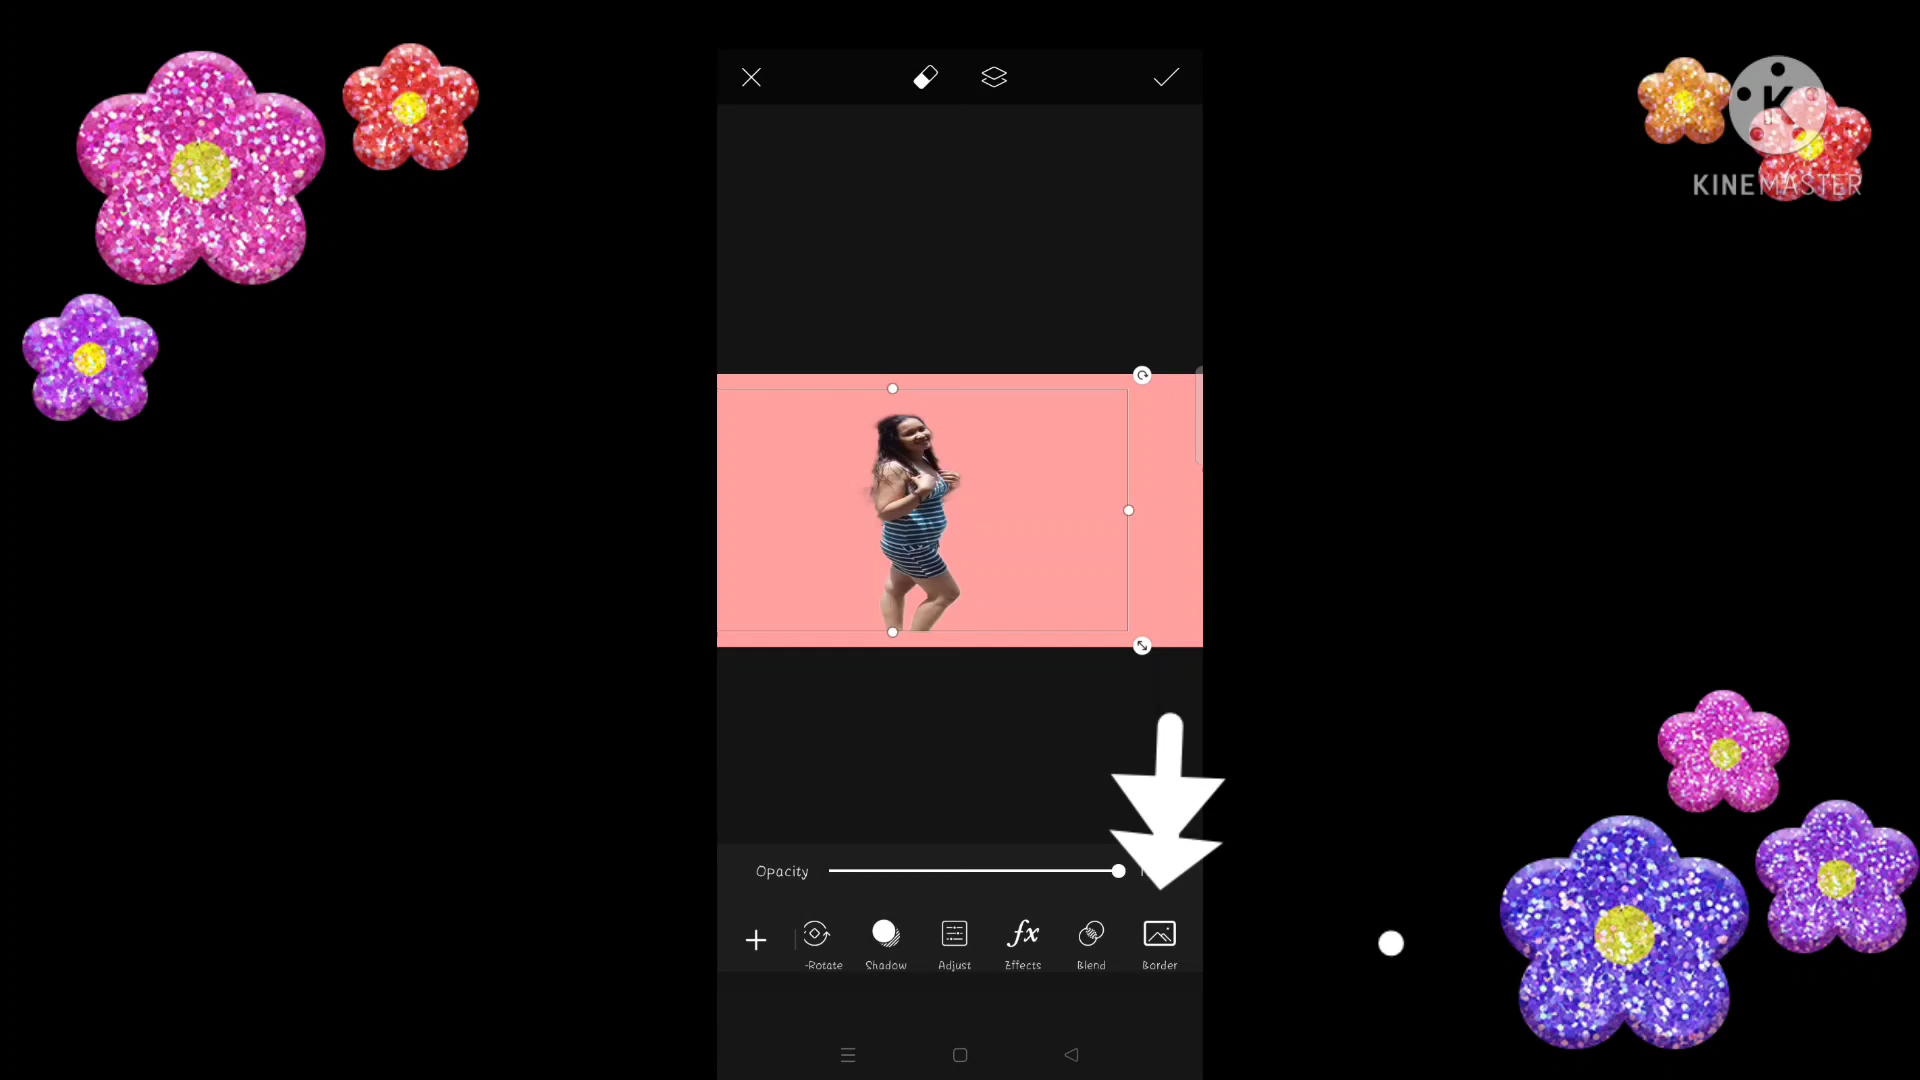 KINEMASTER
Opacity
-Rotate
Shadow
Adjust
Effects
Blend
Border